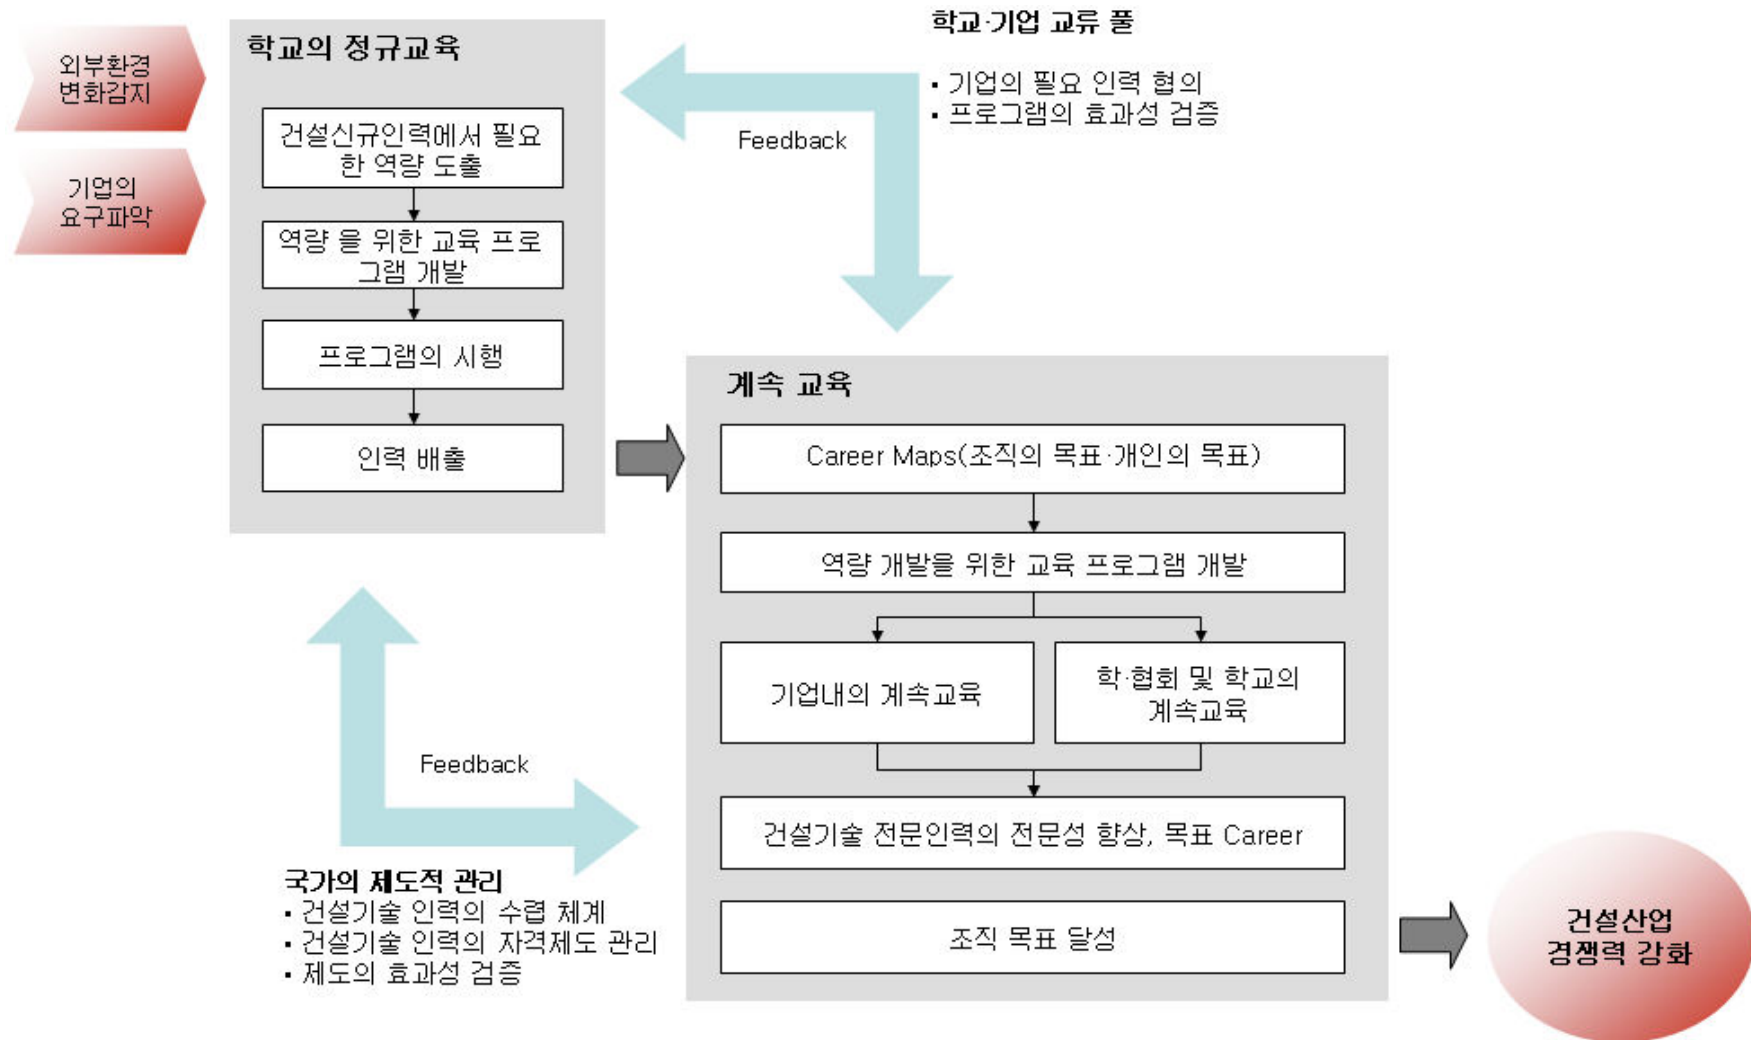 외부환경
변화감지
기업의
요구파악
학교의 정규교육
건설신규인력에서 필요
한 역량 도출
역량 을 위한 교육 프로
그램 개발
프로그램의 시행
인력 배출
학교·기업 교류 풀
▪ 기업의 필요 인력 협의
▪ 프로그램의 효과성 검증
Feedback
계속 교육
Career Maps(조직의 목표·개인의 목표)
역량 개발을 위한 교육 프로그램 개발
기업내의 계속교육
학·협회 및 학교의
계속교육
건설기술 전문인력의 전문성 향상, 목표 Career
조직 목표 달성
Feedback
국가의 제도적 관리
▪ 건설기술 인력의 수렵 체계
▪ 건설기술 인력의 자격제도 관리
▪ 제도의 효과성 검증
건설산업
경쟁력 강화